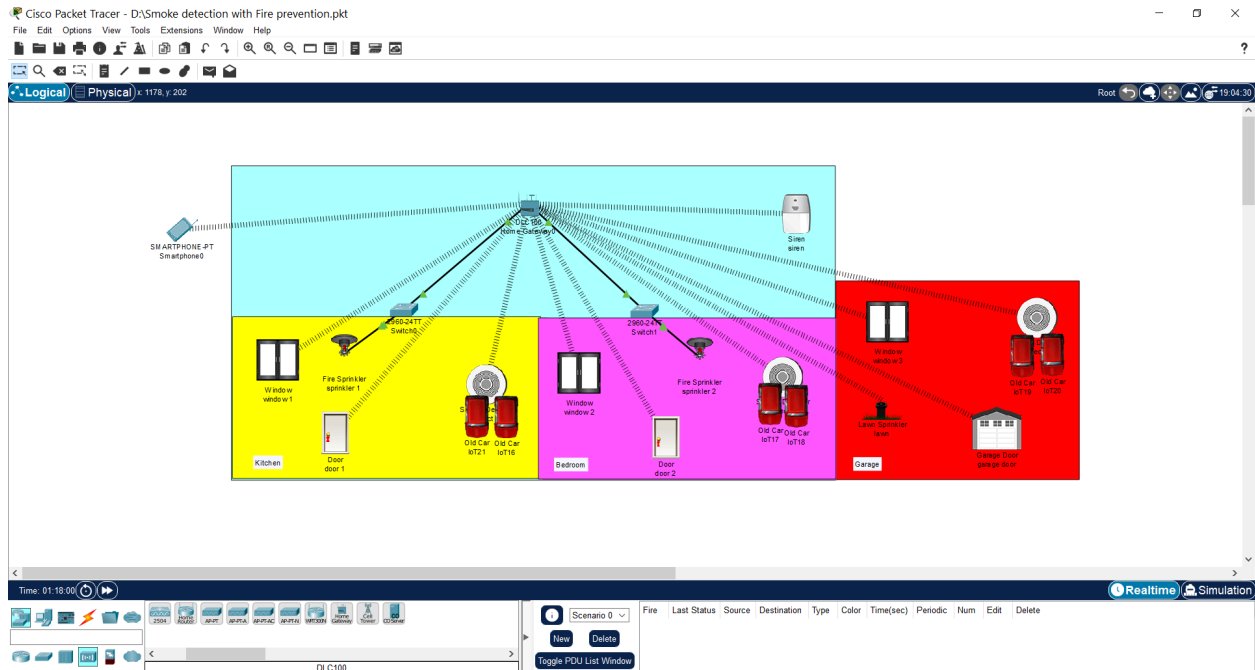 Cisco Packet Tracer - D:\Smoke detection with Fire prevention.pkt
File Edit Options View Tools Extensions Window Help
?
Logical Physical x: 1178, y: 202
Root 19:04:30
SMARTPHONE-PT
Smartphone0
DLC100
Home Gateway0
Siren
siren
2960-24TT
Switch0
2960-24TT
Switch1
Window
window 1
Fire Sprinkler
sprinkler 1
Old Car
IoT21
Old Car
IoT16
Door
door 1
Kitchen
Window
window 2
Fire Sprinkler
sprinkler 2
Old Car
IoT17
Old Car
IoT18
Door
door 2
Bedroom
Window
window 3
Old Car
IoT19
Old Car
IoT20
Lawn Sprinkler
lawn
Garage Door
garage door
Garage
Time: 01:18:00
Realtime Simulation
2504
Home Router
AP-PT
AP-PT-A
AP-PT-AC
AP-PT-N
WRT300N
Home Gateway
Cell Tower
CO Server
DLC100
Scenario 0
New Delete
Toggle PDU List Window
Fire Last Status Source Destination Type Color Time(sec) Periodic Num Edit Delete